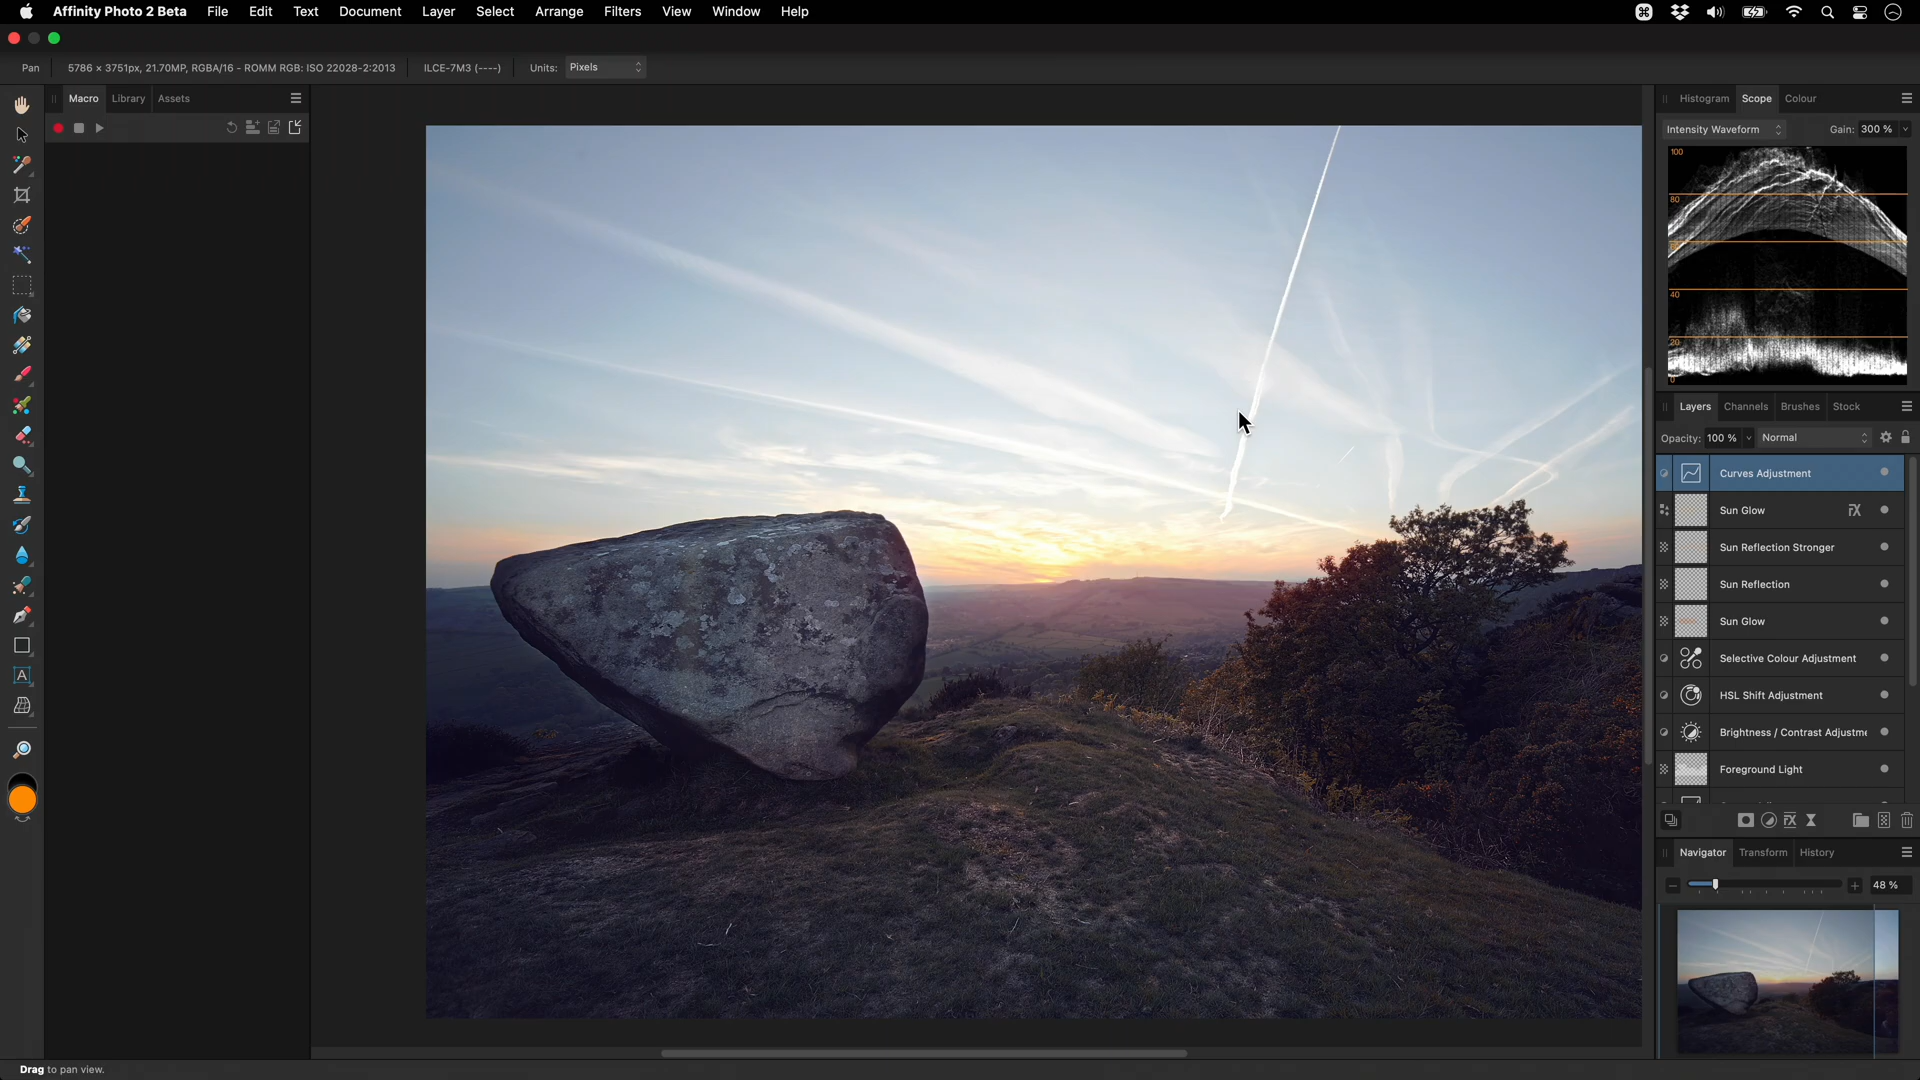 Affinity Photo 2 Beta File Edit Text Document Layer Select Arrange Filters View Window Help
Pan 5786 × 3751px, 21.70MP, RGBA/16 - ROMM RGB: ISO 22028-2:2013 ILCE-7M3 (----) Units: Pixels
Macro Library Assets
Histogram Scope Colour
Intensity Waveform Gain: 300 %
100
80
40
20
0
Layers Channels Brushes Stock
Opacity: 100 % Normal
Curves Adjustment
Sun Glow
Sun Reflection Stronger
Sun Reflection
Sun Glow
Selective Colour Adjustment
HSL Shift Adjustment
Brightness / Contrast Adjustme
Foreground Light
Navigator Transform History
48 %
Drag to pan view.